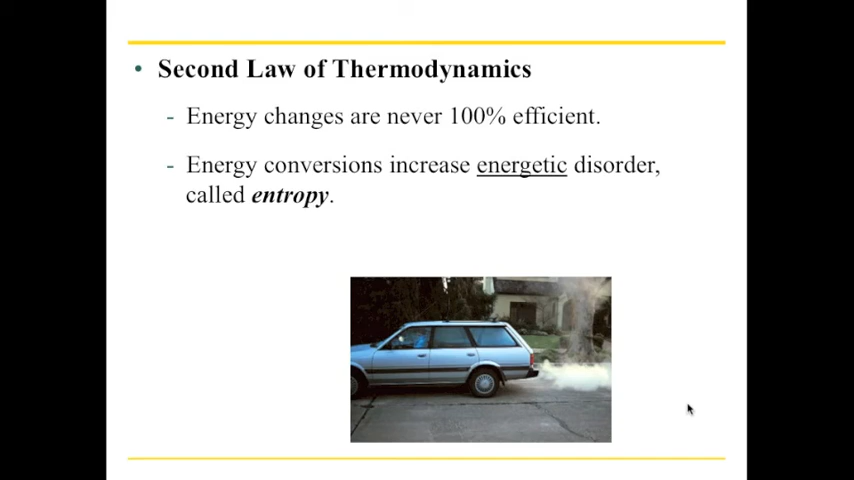 • Second Law of Thermodynamics
- Energy changes are never 100% efficient.
- Energy conversions increase energetic disorder,
called entropy.